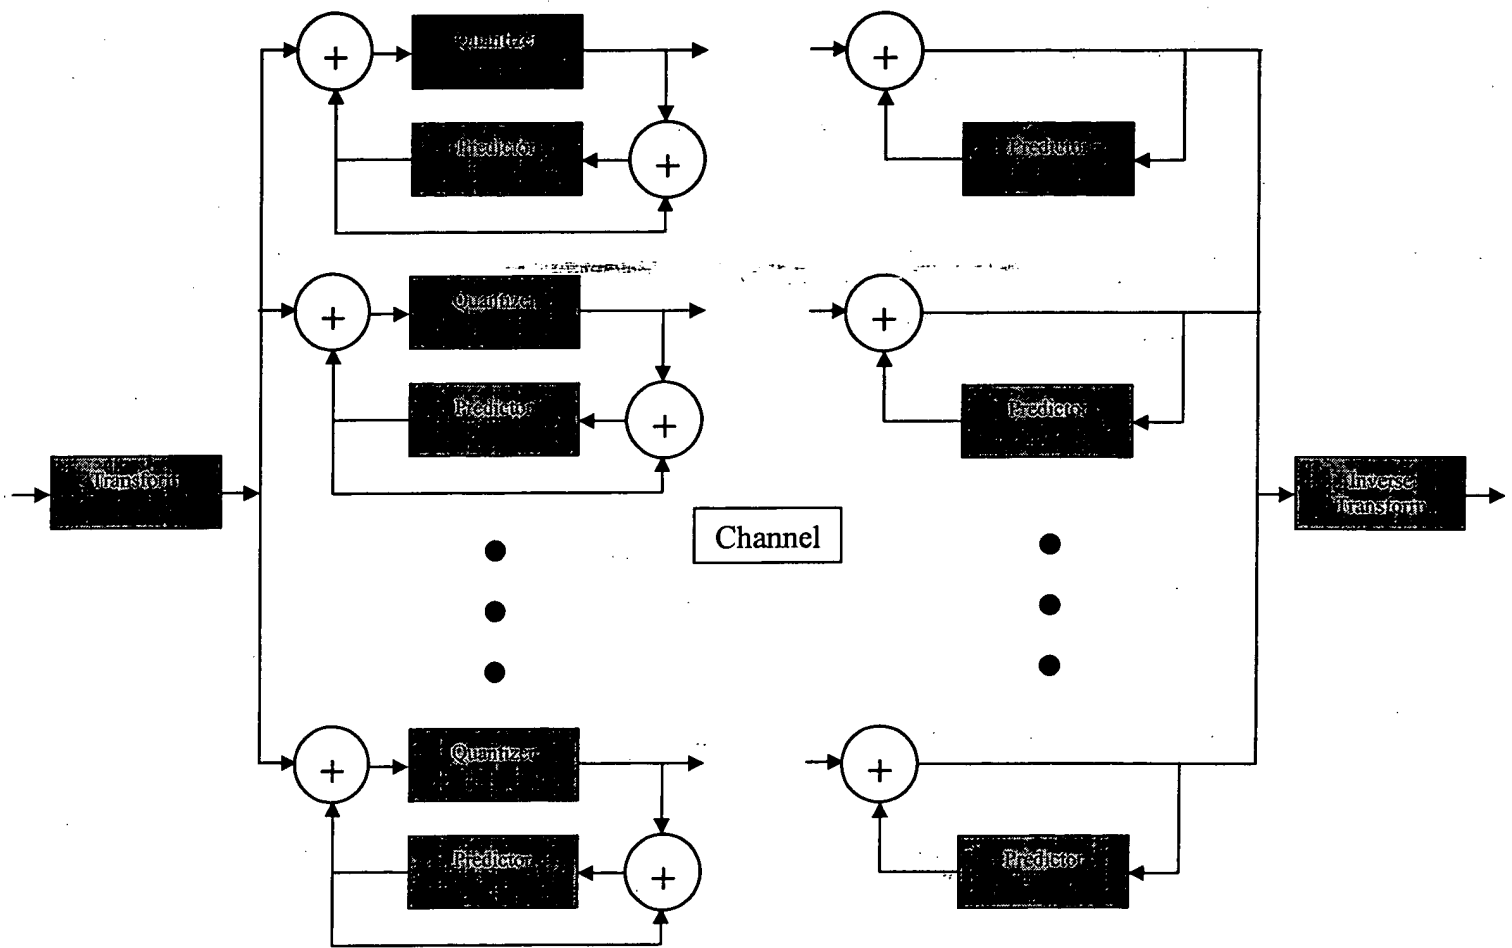 +
Quantizer
+
Predictor
+
Predictor
+
Quantizer
+
Predictor
+
Predictor
+
Transform
Inverse
Transform
Channel
+
Quantizer
+
Predictor
+
Predictor
+